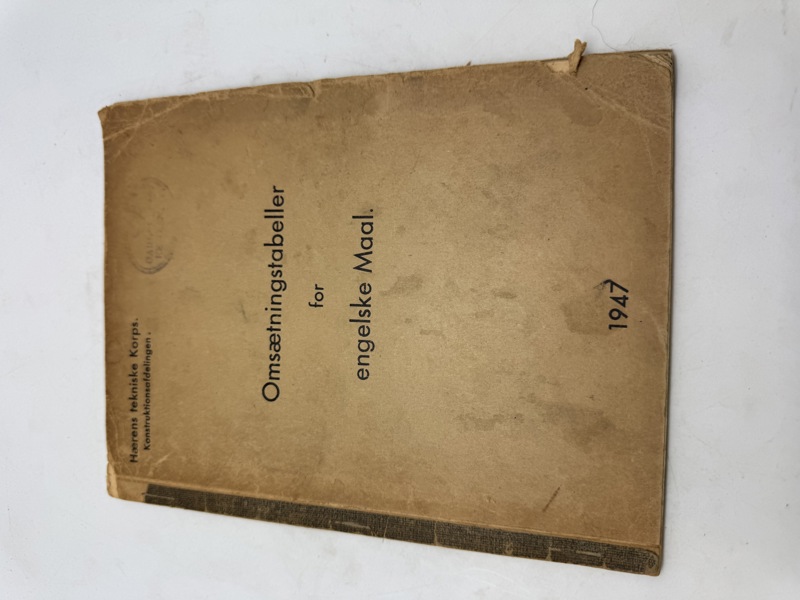 Hærens tekniske Korps.
Konstruktionsafdelingen.
Omsætningstabeller
for
engelske Maal.
1947